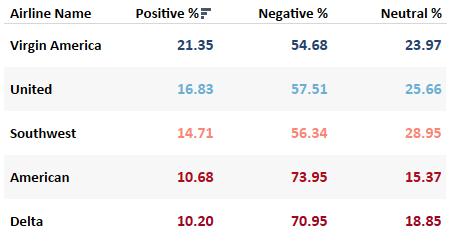 Airline Name Positive % Negative % Neutral %
Virgin America 21.35 54.68 23.97
United 16.83 57.51 25.66
Southwest 14.71 56.34 28.95
American 10.68 73.95 15.37
Delta 10.20 70.95 18.85